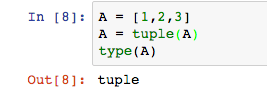 In [8]: A = [1,2,3]
A = tuple(A)
type(A)
Out[8]: tuple